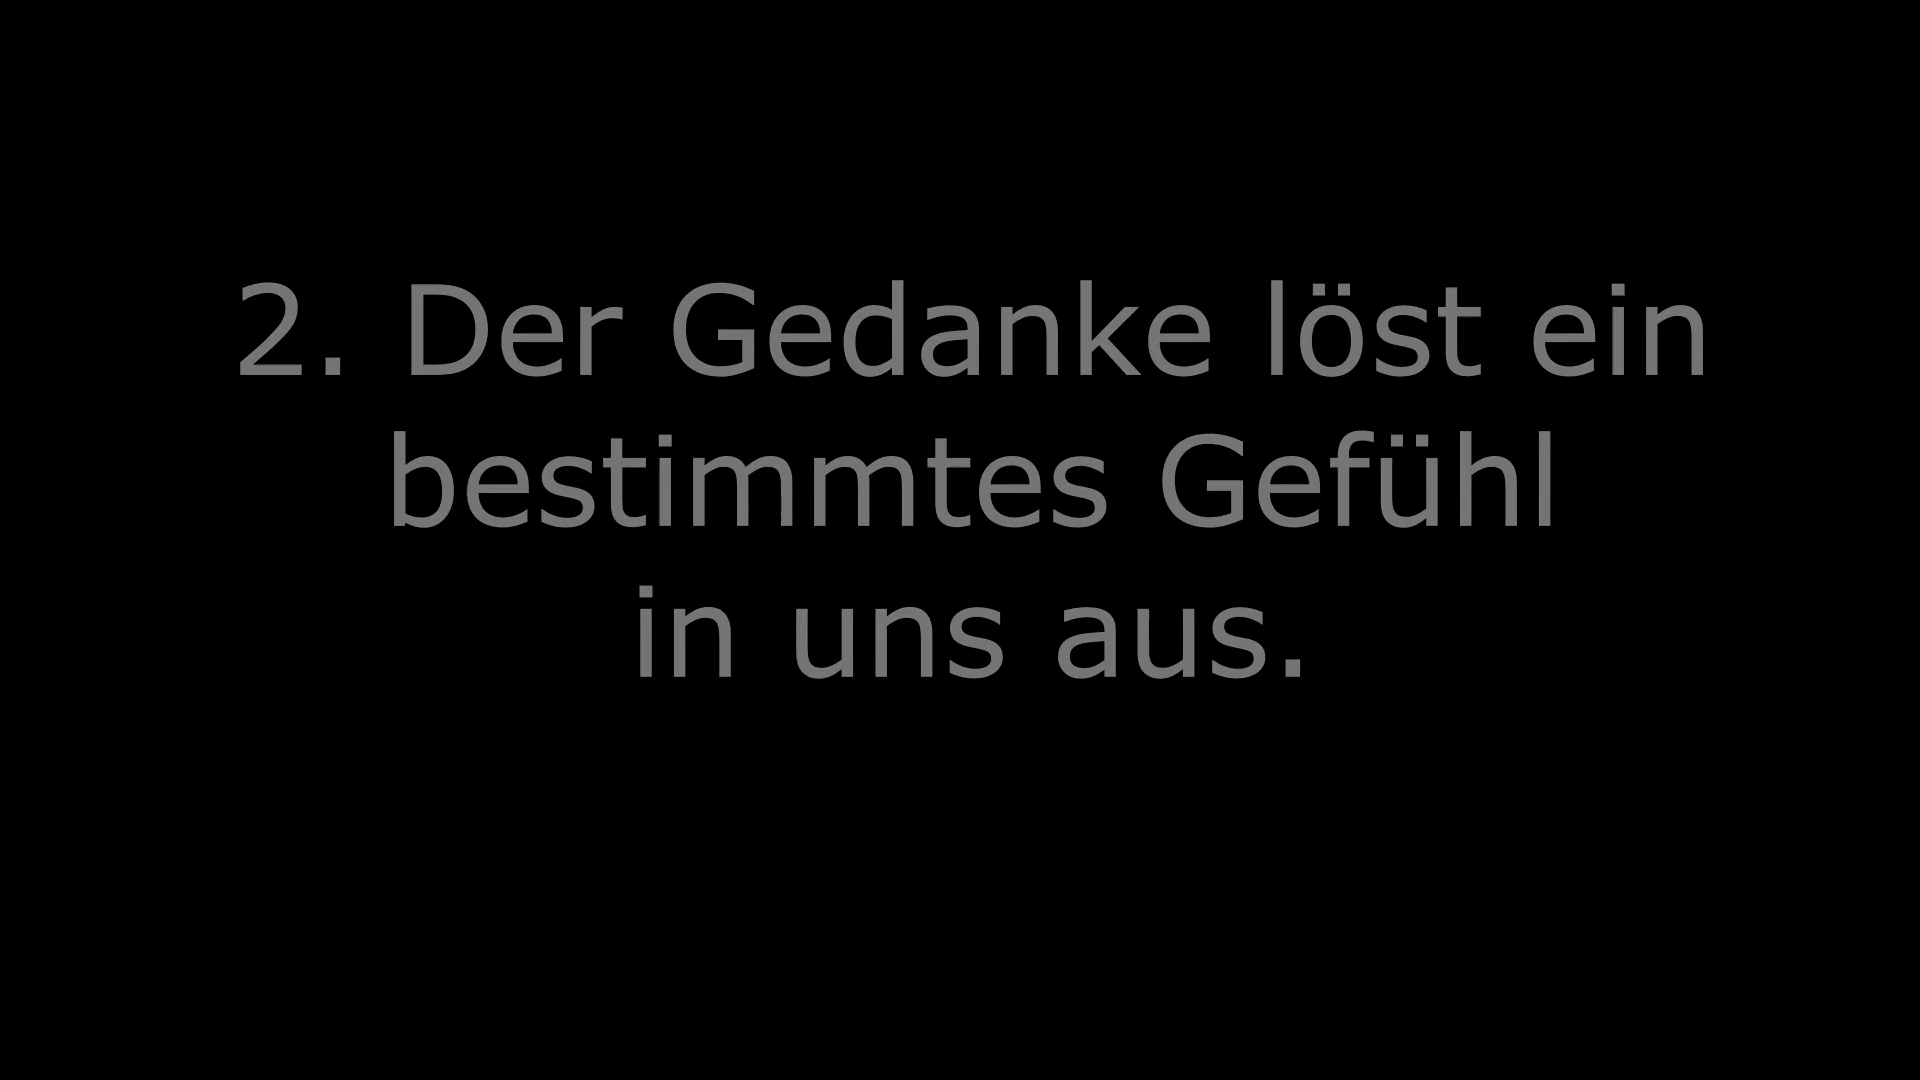 2. Der Gedanke löst ein
bestimmtes Gefühl
in uns aus.